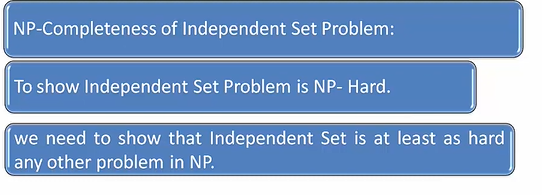 NP-Completeness of Independent Set Problem:
To show Independent Set Problem is NP- Hard.
we need to show that Independent Set is at least as hard
any other problem in NP.